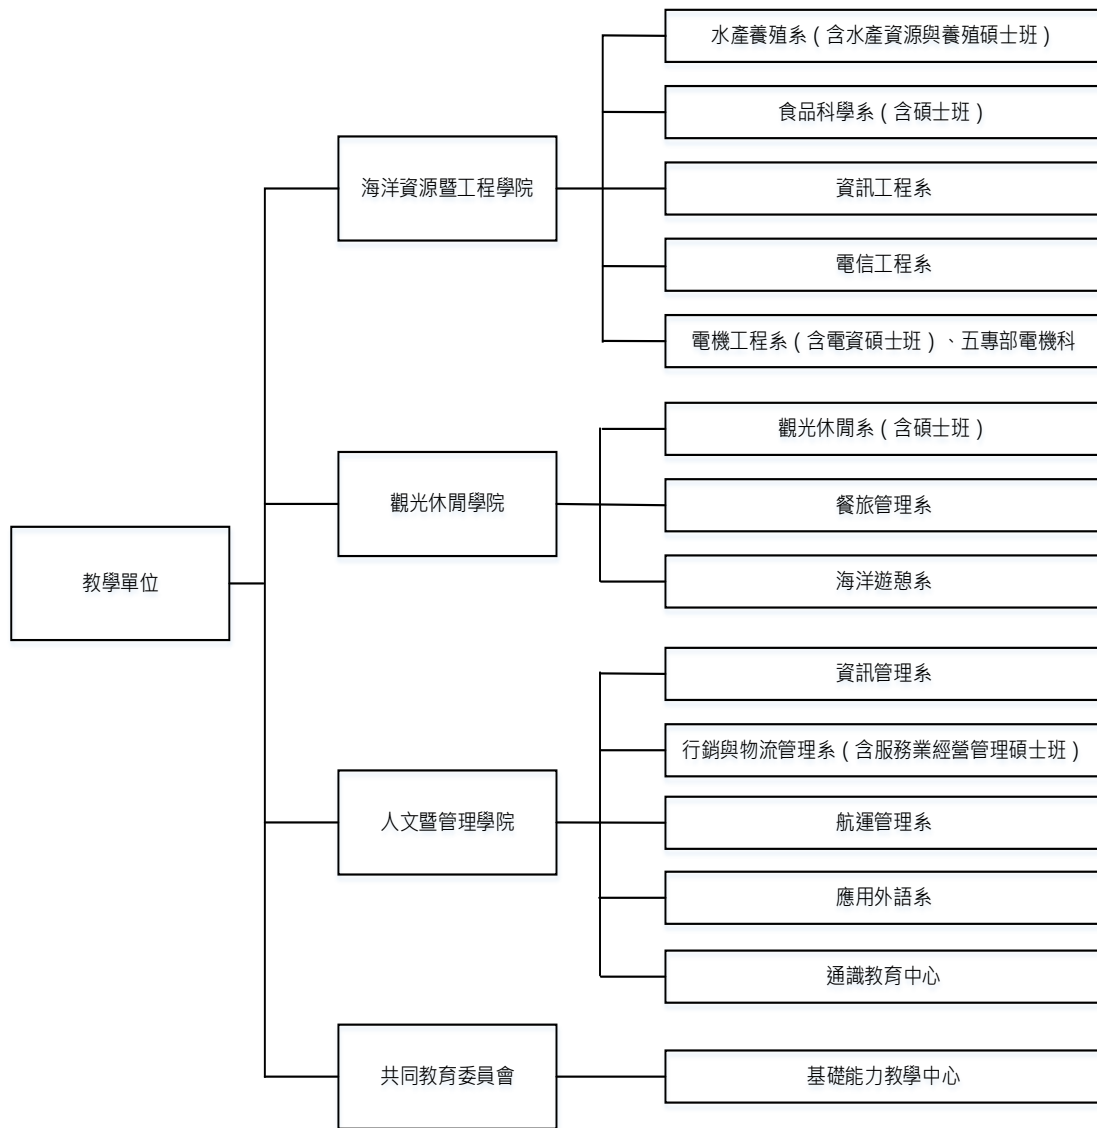 教學單位
海洋資源暨工程學院
水產養殖系 ( 含水產資源與養殖碩士班 )
食品科學系 ( 含碩士班 )
資訊工程系
電信工程系
電機工程系 ( 含電資碩士班 ) 、五專部電機科
觀光休閒學院
觀光休閒系 ( 含碩士班 )
餐旅管理系
海洋遊憩系
人文暨管理學院
資訊管理系
行銷與物流管理系 ( 含服務業經營管理碩士班 )
航運管理系
應用外語系
通識教育中心
共同教育委員會
基礎能力教學中心